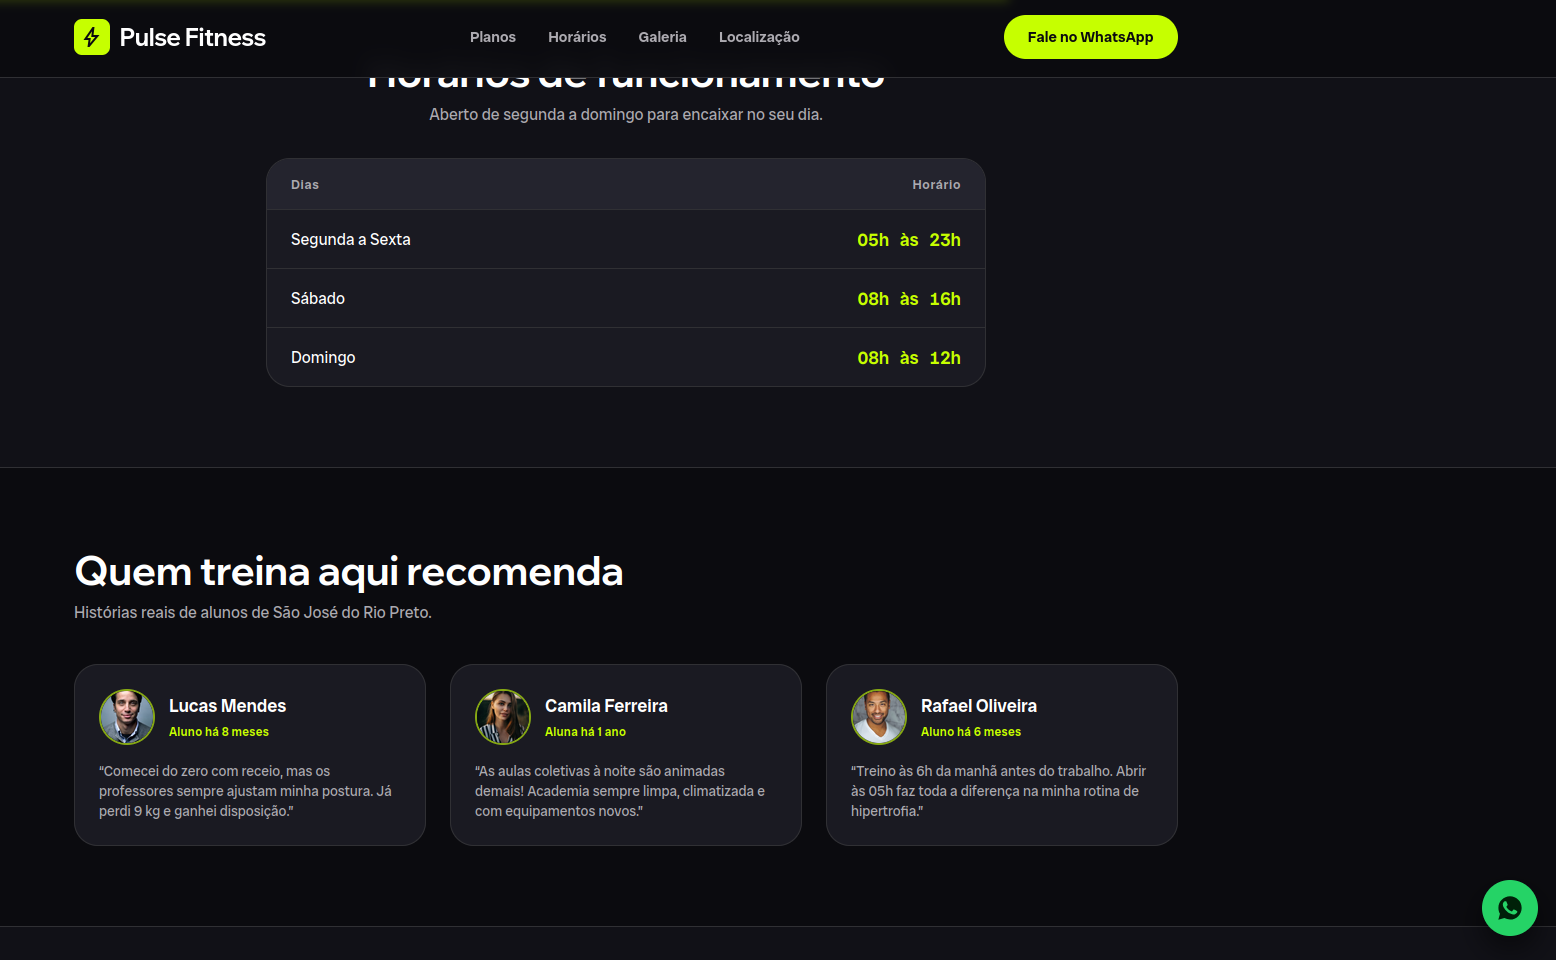 Pulse Fitness
Planos
Horários
Galeria
Localização
Fale no WhatsApp
Horários de funcionamento
Aberto de segunda a domingo para encaixar no seu dia.
Dias
Horário
Segunda a Sexta
05h às 23h
Sábado
08h às 16h
Domingo
08h às 12h
Quem treina aqui recomenda
Histórias reais de alunos de São José do Rio Preto.
Lucas Mendes
Aluno há 8 meses
“Comecei do zero com receio, mas os
professores sempre ajustam minha postura. Já
perdi 9 kg e ganhei disposição.”
Camila Ferreira
Aluna há 1 ano
“As aulas coletivas à noite são animadas
demais! Academia sempre limpa, climatizada e
com equipamentos novos.”
Rafael Oliveira
Aluno há 6 meses
“Treino às 6h da manhã antes do trabalho. Abrir
às 05h faz toda a diferença na minha rotina de
hipertrofia.”